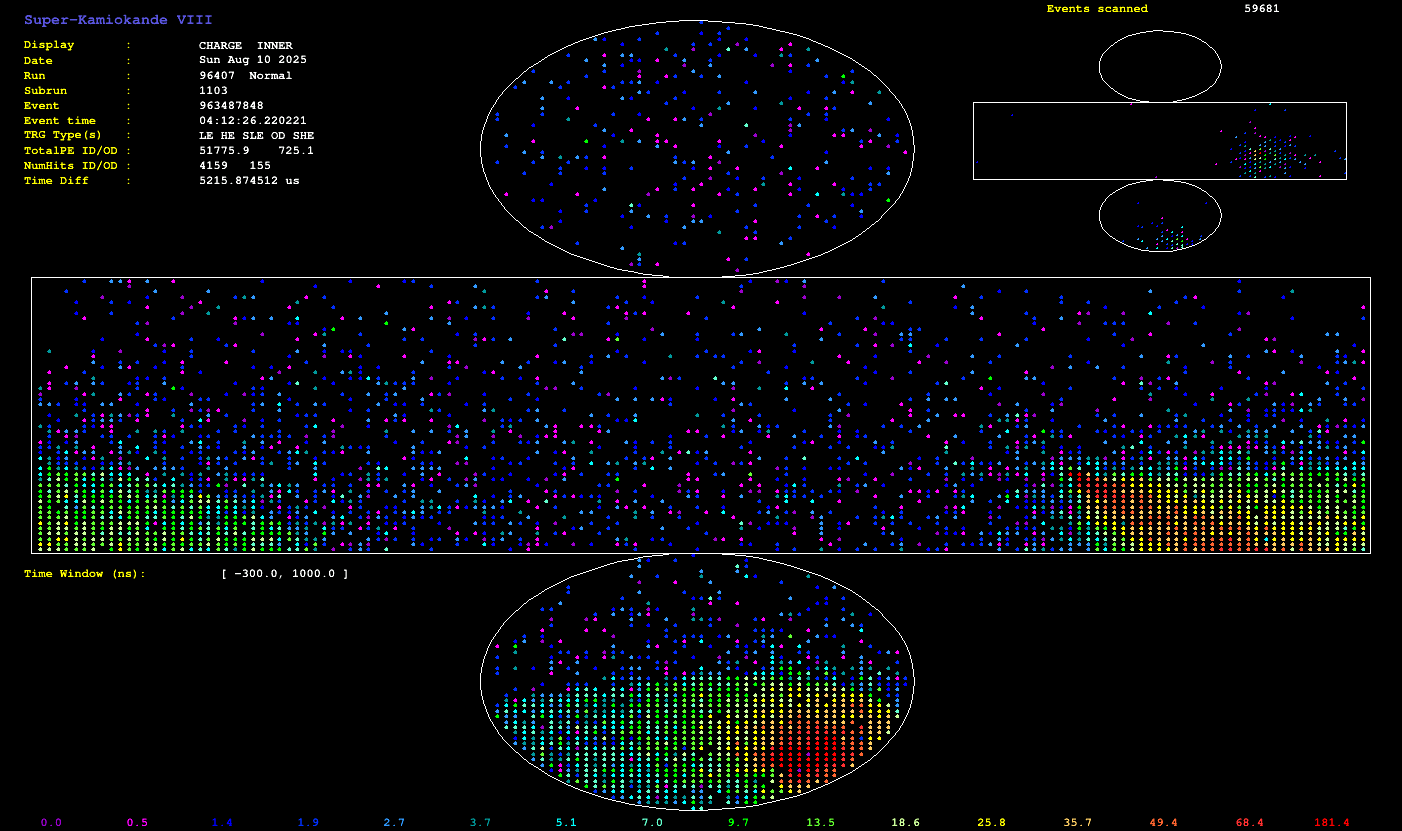 Super-Kamiokande VIII
Events scanned 59681
Display : CHARGE INNER
Date : Sun Aug 10 2025
Run : 96407 Normal
Subrun : 1103
Event : 963487848
Event time : 04:12:26.220221
TRG Type(s) : LE HE SLE OD SHE
TotalPE ID/OD : 51775.9 725.1
NumHits ID/OD : 4159 155
Time Diff : 5215.874512 us
Time Window (ns): [ -300.0, 1000.0 ]
0.0 0.5 1.4 1.9 2.7 3.7 5.1 7.0 9.7 13.5 18.6 25.8 35.7 49.4 68.4 181.4